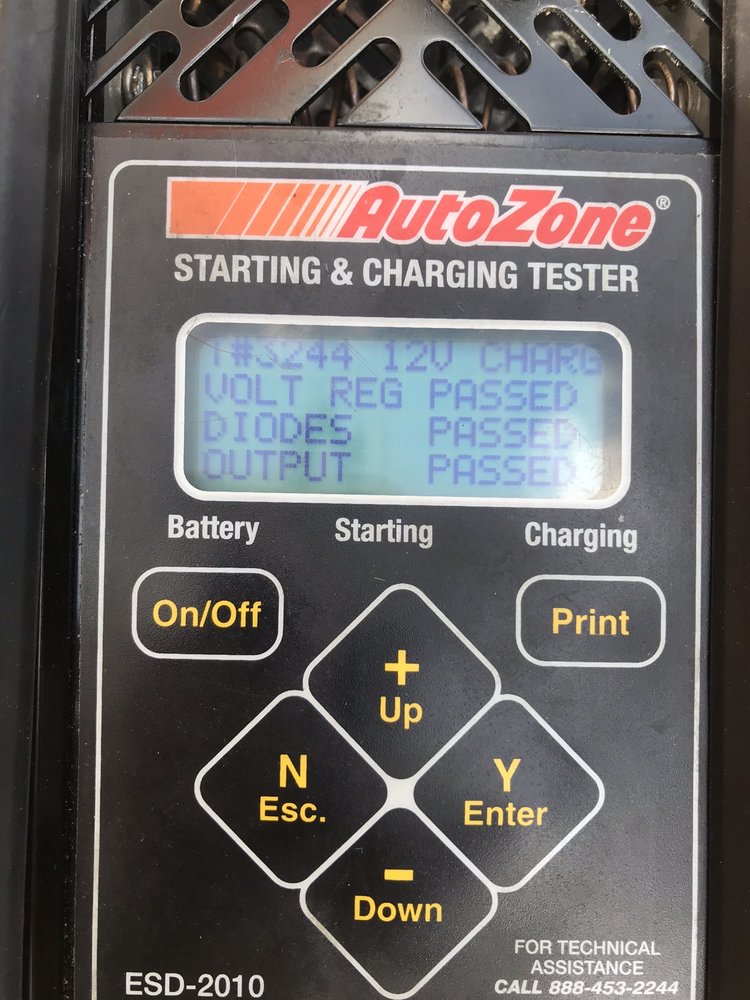 AutoZone®
STARTING & CHARGING TESTER
T#3244 12V CHARG
VOLT REG PASSED
DIODES PASSED
OUTPUT PASSED
Battery Starting Charging
On/Off
Print
+
Up
N
Esc.
Y
Enter
-
Down
FOR TECHNICAL
ASSISTANCE
CALL 888-453-2244
ESD-2010